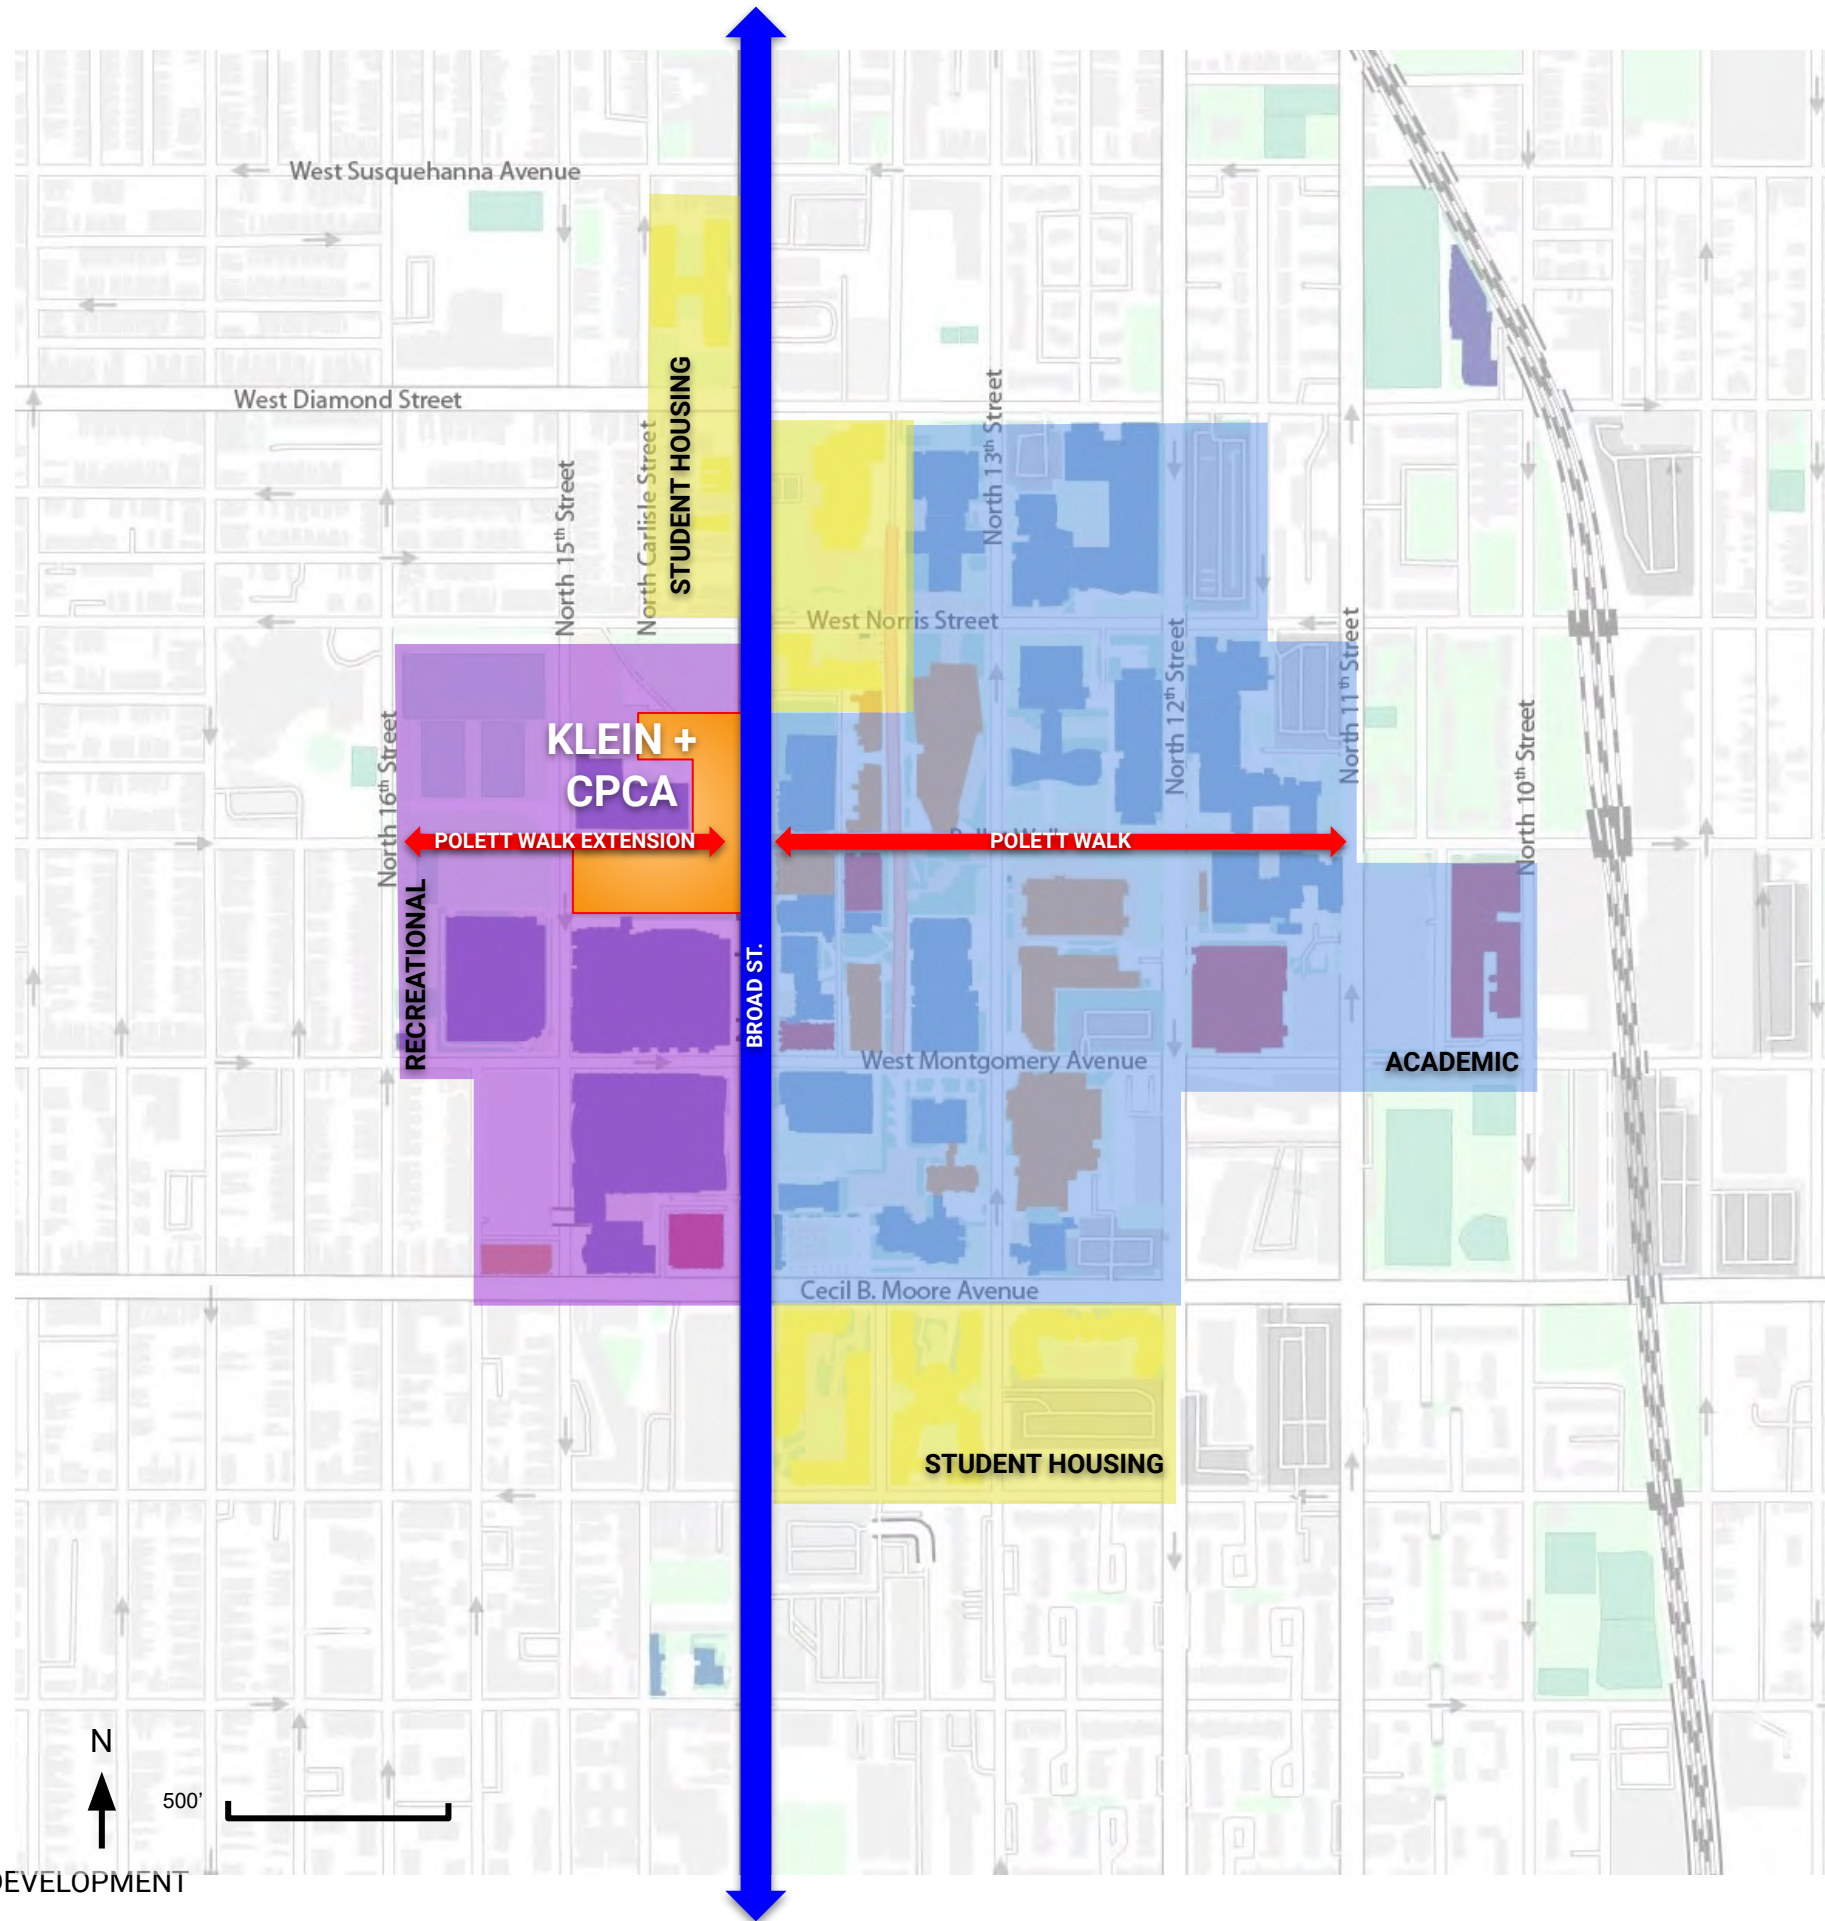 West Susquehanna Avenue
West Diamond Street
STUDENT HOUSING
North 13th Street
North Carlisle Street
North 15th Street
West Norris Street
North 12th Street
North 11th Street
North 16th Street
North 10th Street
KLEIN +
CPCA
POLETT WALK EXTENSION
POLETT WALK
RECREATIONAL
BROAD ST.
West Montgomery Avenue
ACADEMIC
Cecil B. Moore Avenue
STUDENT HOUSING
N
500'
DEVELOPMENT